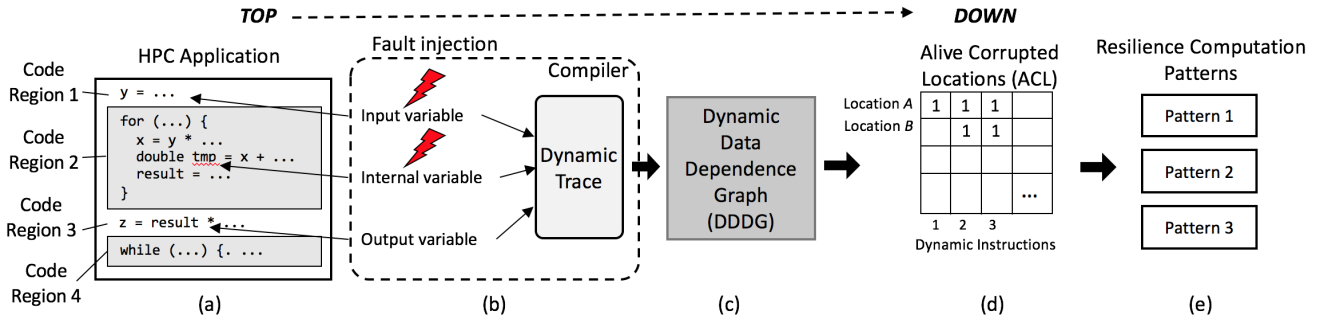 TOP
DOWN
HPC Application
Code
Region 1
Code
Region 2
Code
Region 3
Code
Region 4
y = ...
for (...) {
x = y * ...
double tmp = x + ...
result = ...
}
z = result * ...
while (...) {. ...
(a)
Fault injection
Compiler
Input variable
Internal variable
Output variable
Dynamic
Trace
(b)
Dynamic
Data
Dependence
Graph
(DDDG)
(c)
Alive Corrupted
Locations (ACL)
Location A 1 1 1
Location B 1 1
...
1 2 3
Dynamic Instructions
(d)
Resilience Computation
Patterns
Pattern 1
Pattern 2
Pattern 3
(e)